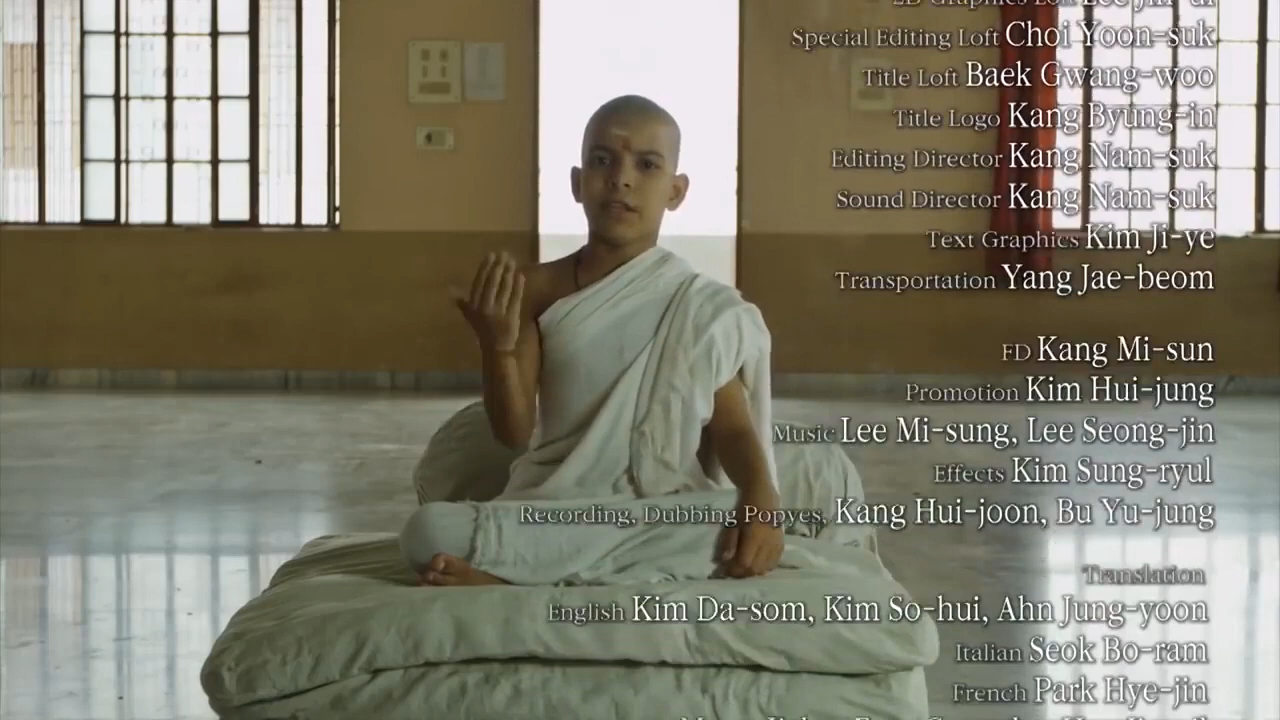 Special Editing Loft Choi Yoon-suk
Title Loft Baek Gwang-woo
Title Logo Kang Byung-in
Editing Director Kang Nam-suk
Sound Director Kang Nam-suk
Text Graphics Kim Ji-ye
Transportation Yang Jae-beom
FD Kang Mi-sun
Promotion Kim Hui-jung
Music Lee Mi-sung, Lee Seong-jin
Effects Kim Sung-ryul
Recording, Dubbing Popyes, Kang Hui-joon, Bu Yu-jung
Translation
English Kim Da-som, Kim So-hui, Ahn Jung-yoon
Italian Seok Bo-ram
French Park Hye-jin